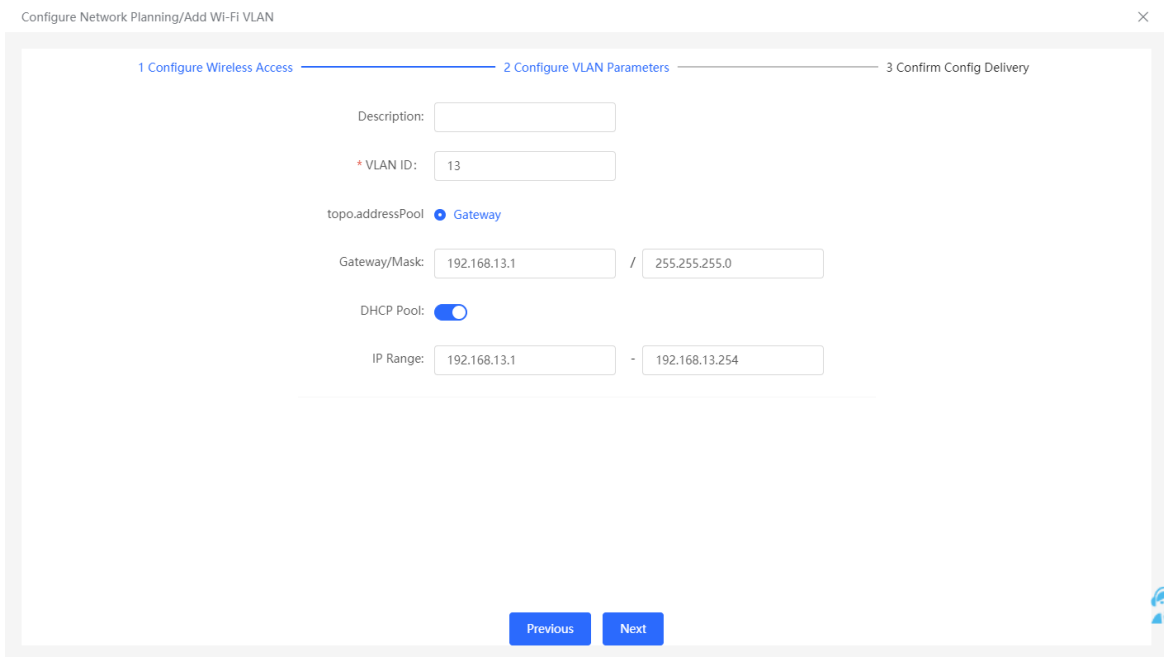 Configure Network Planning/Add Wi-Fi VLAN
1 Configure Wireless Access 2 Configure VLAN Parameters 3 Confirm Config Delivery
Description:
* VLAN ID: 13
topo.addressPool Gateway
Gateway/Mask: 192.168.13.1 / 255.255.255.0
DHCP Pool:
IP Range: 192.168.13.1 - 192.168.13.254
Previous Next